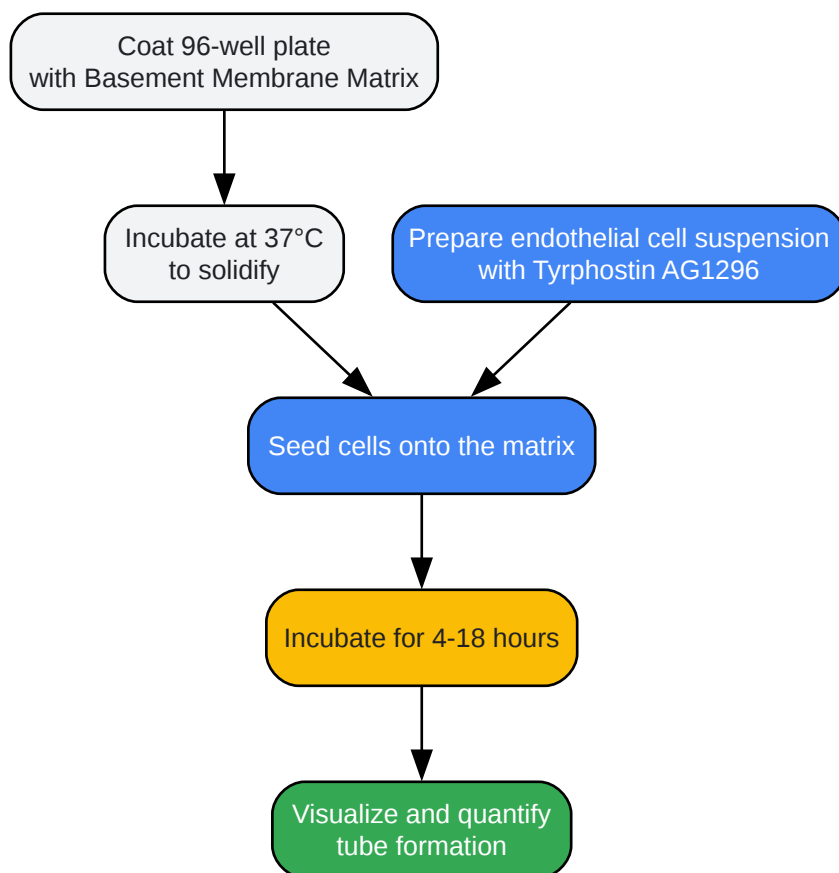 Coat 96-well plate
with Basement Membrane Matrix
Incubate at 37°C
to solidify
Prepare endothelial cell suspension
with Tyrphostin AG1296
Seed cells onto the matrix
Incubate for 4-18 hours
Visualize and quantify
tube formation